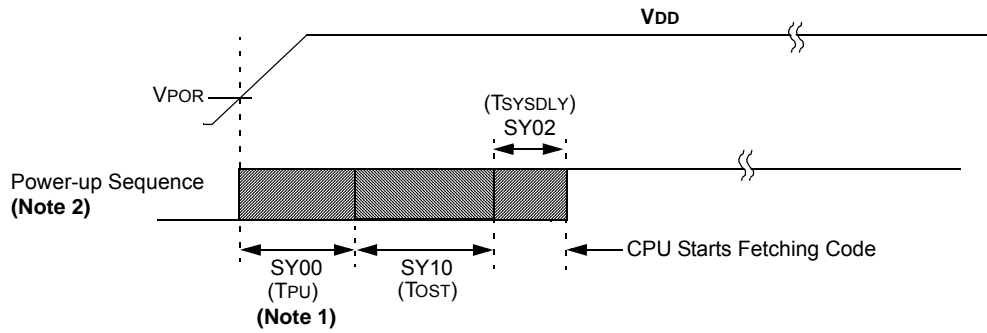 VDD
VPOR
(TSYSDLY)
SY02
Power-up Sequence
(Note 2)
CPU Starts Fetching Code
SY00
(TPU)
(Note 1)
SY10
(TOST)